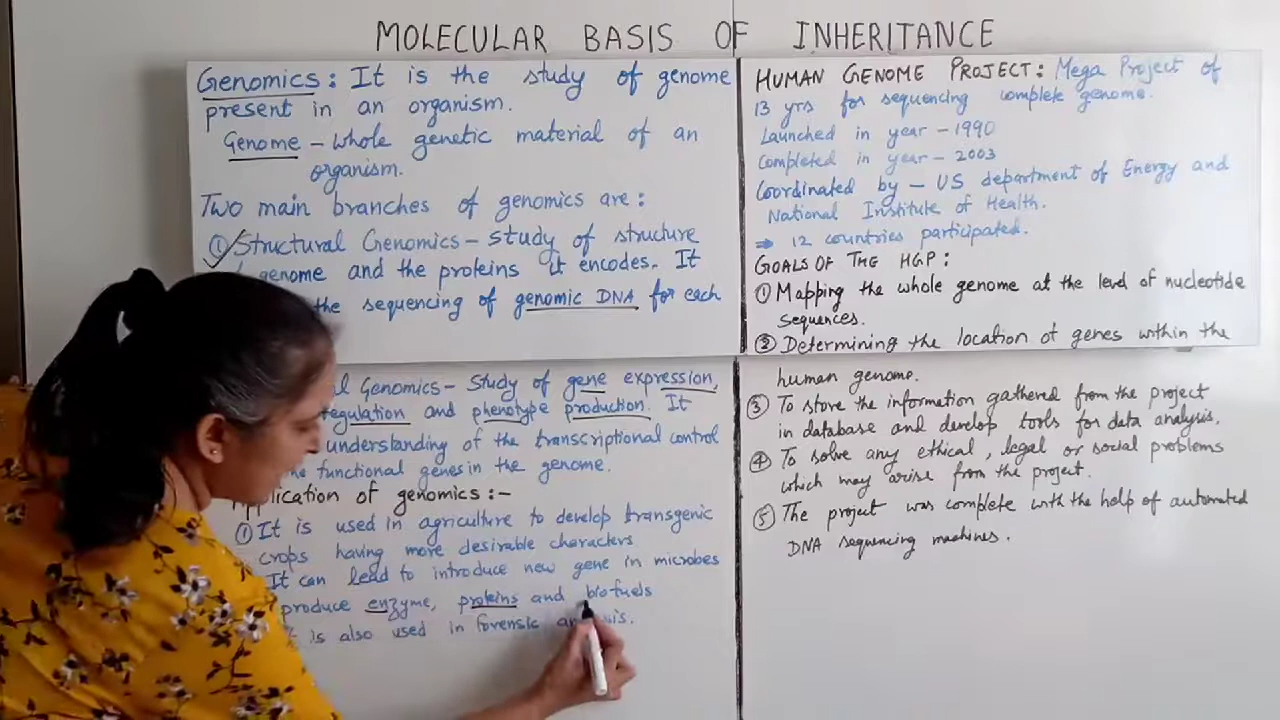 MOLECULAR BASIS OF INHERITANCE
Genomics: It is the study of genome
present in an organism.
Genome - whole genetic material of an
organism.
Two main branches of genomics are:
① Structural Genomics - study of structure
genome and the proteins it encodes. It
the sequencing of genomic DNA for each
Genomics - Study of gene expression,
regulation and phenotype production. It
understanding of the transcriptional control
functional genes in the genome.
of genomics :-
① It is used in agriculture to develop transgenic
crops having more desirable characters
It can lead to introduce new gene in microbes
produce enzyme, proteins and biofuels
is also used in forensic
HUMAN GENOME PROJECT: Mega Project of
13 yrs for sequencing complete genome.
Launched in year - 1990
Completed in year - 2003
Coordinated by - US department of Energy and
National Institute of Health.
⇒ 12 countries participated.
GOALS OF THE HGP:
① Mapping the whole genome at the level of nucleotide
sequences.
② Determining the location of genes within the
human genome.
③ To store the information gathered from the project
in database and develop tools for data analysis.
④ To solve any ethical, legal or social problems
which may arise from the project.
⑤ The project was complete with the help of automated
DNA sequencing machines.